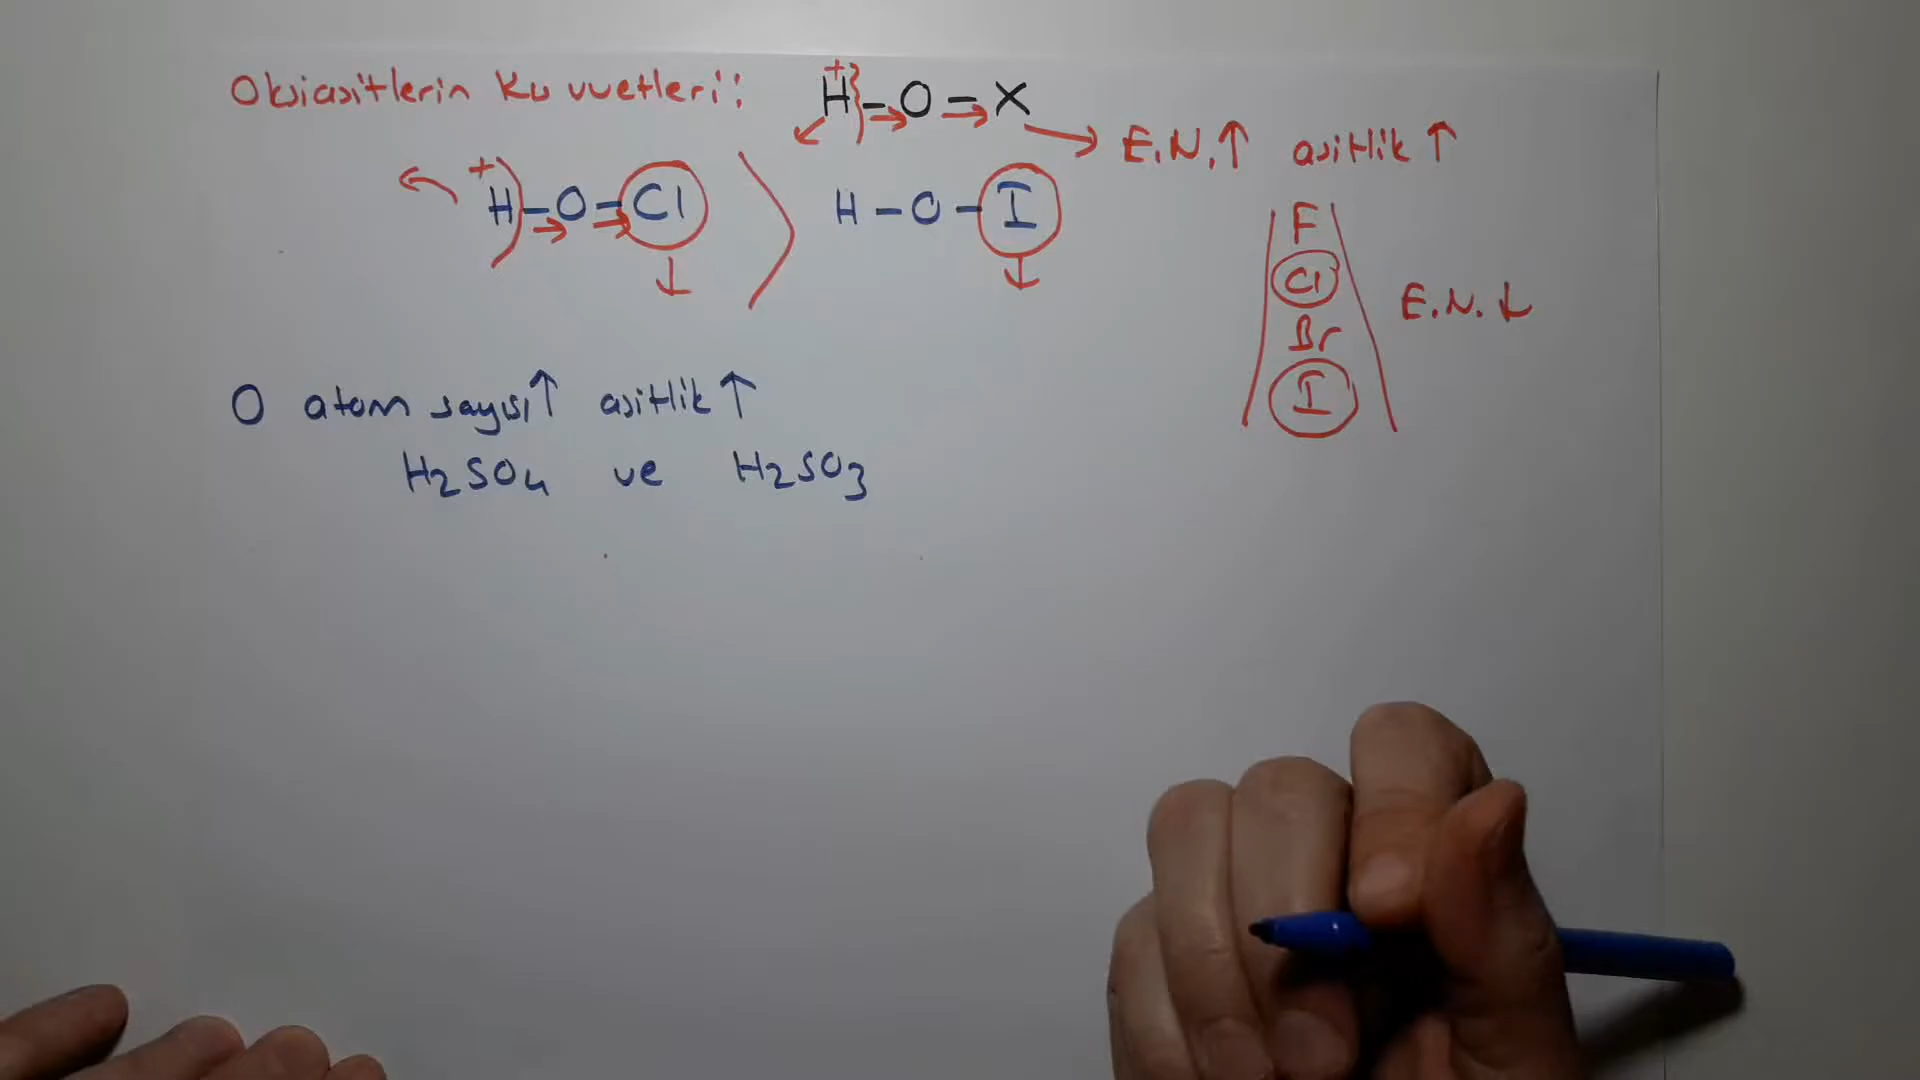 Oksiasitlerin Kuvvetleri: H+ - O - X
E.N.↑ asitlik ↑
+
H - O - Cl > H - O - I
F
Cl
Br
I
E.N. ↓
O atom sayısı↑ asitlik ↑
H2SO4 ve H2SO3